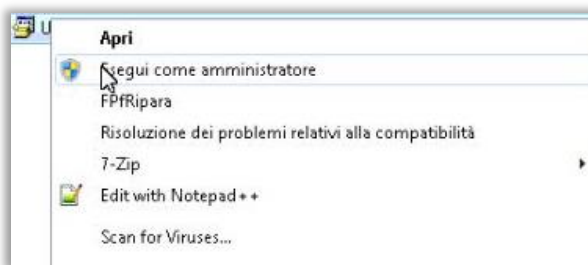 U
Apri
Esegui come amministratore
FPfRipara
Risoluzione dei problemi relativi alla compatibilità
7-Zip
Edit with Notepad++
Scan for Viruses...